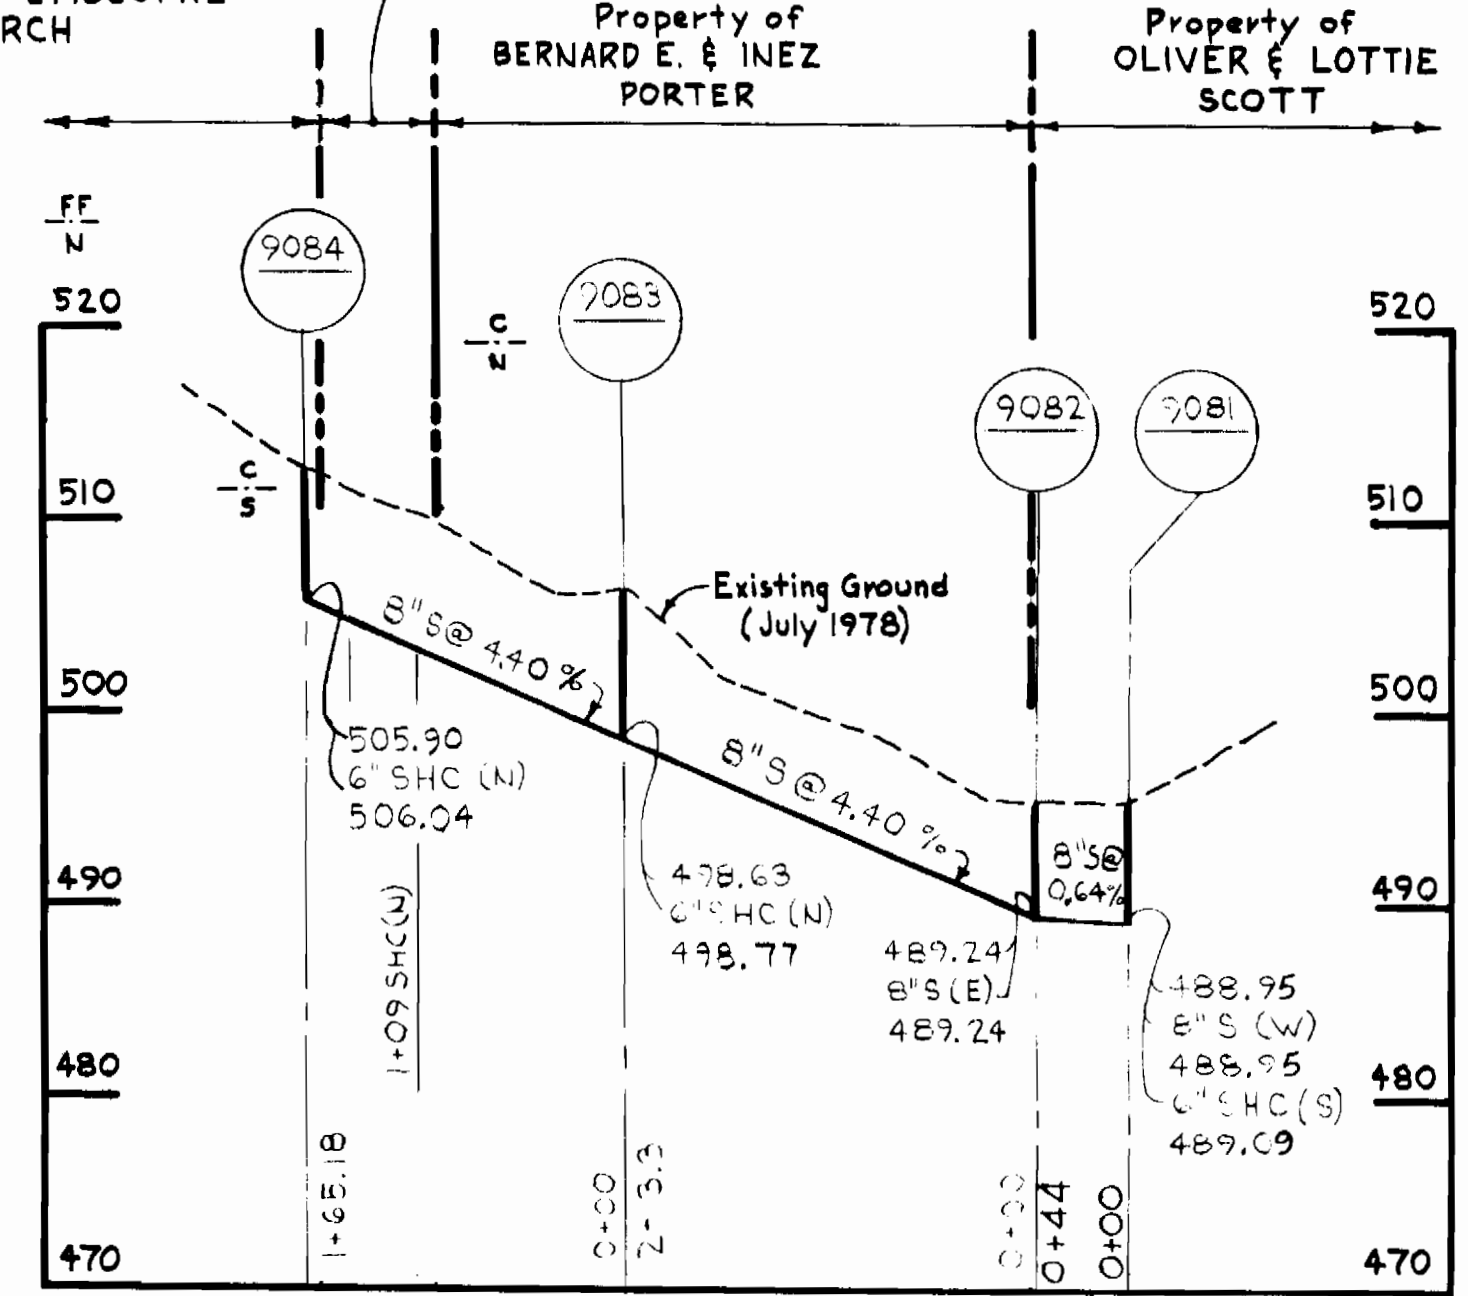 RCH
Property of
BERNARD E. & INEZ
PORTER
Property of
OLIVER & LOTTIE
SCOTT
FF
N
9084
9083
9082
9081
C
N
C
S
520
510
500
490
480
470
520
510
500
490
480
470
Existing Ground
(July 1978)
8"S@ 4.40 %
8"S@ 4.40 %
8"S@
0.64%
505.90
6" SHC (N)
506.04
498.63
6" SHC (N)
498.77
489.24
8"S (E)
489.24
488.95
8" S (W)
488.95
6" SHC (S)
489.09
1+09 SHC (N)
1+65.18
0+00
0+00
0+44
0+00